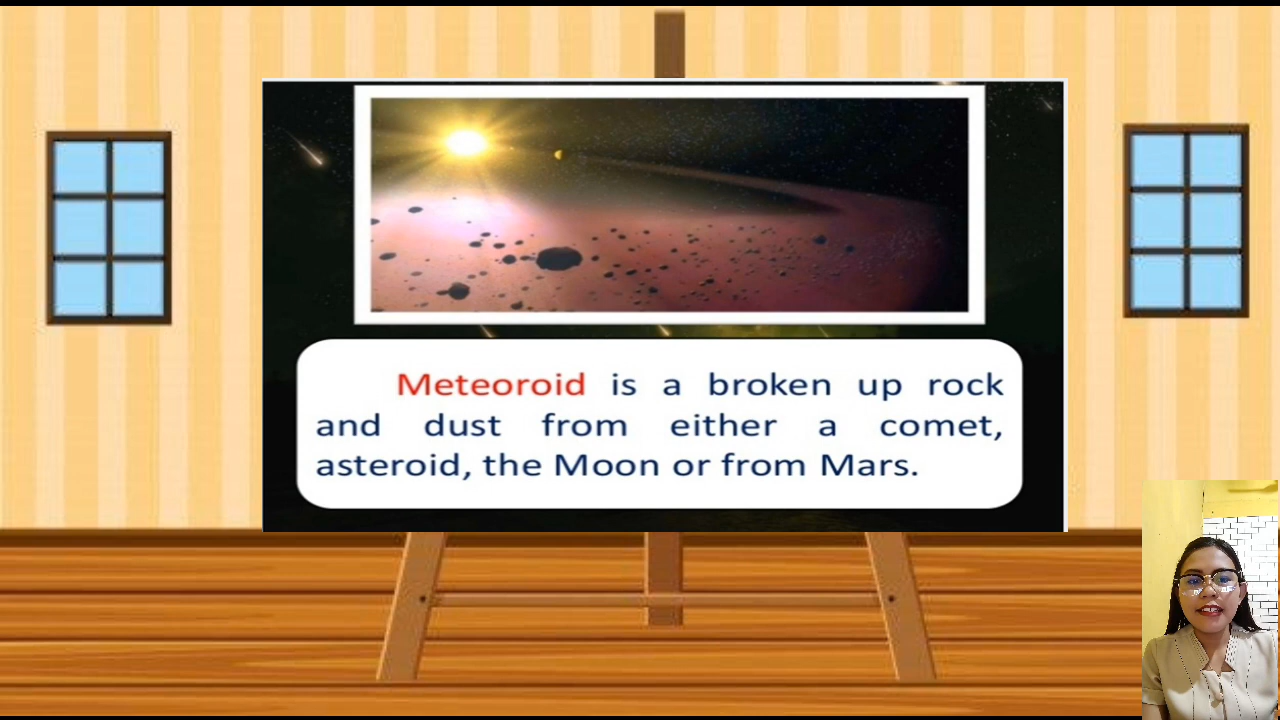 Meteoroid is a broken up rock
and dust from either a comet,
asteroid, the Moon or from Mars.